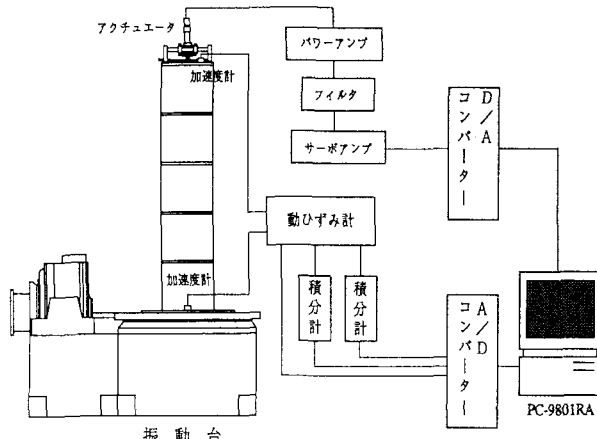 アクチュエータ
パワーアンプ
加速度計
フィルタ
サーボアンプ
D/A
コンバーター
動ひずみ計
加速度計
積分計
積分計
A/D
コンバーター
PC-9801RA
振動台